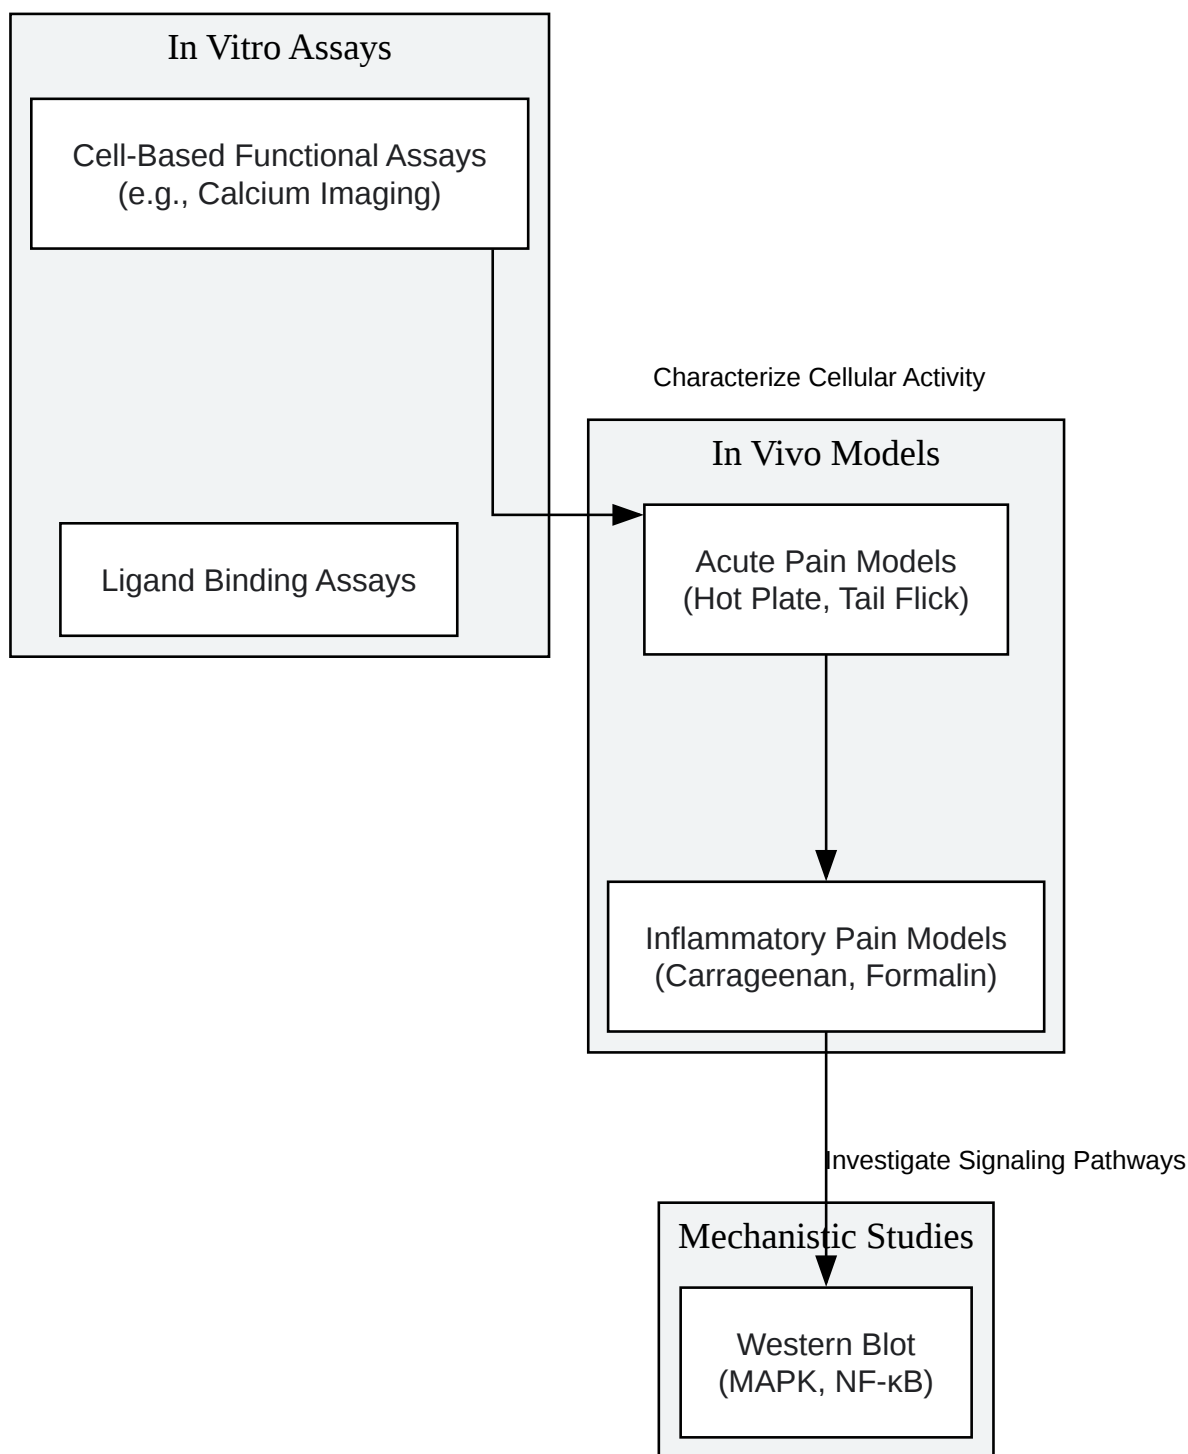 In Vitro Assays
Cell-Based Functional Assays
(e.g., Calcium Imaging)
Ligand Binding Assays
Characterize Cellular Activity
In Vivo Models
Acute Pain Models
(Hot Plate, Tail Flick)
Inflammatory Pain Models
(Carrageenan, Formalin)
Investigate Signaling Pathways
Mechanistic Studies
Western Blot
(MAPK, NF-κB)